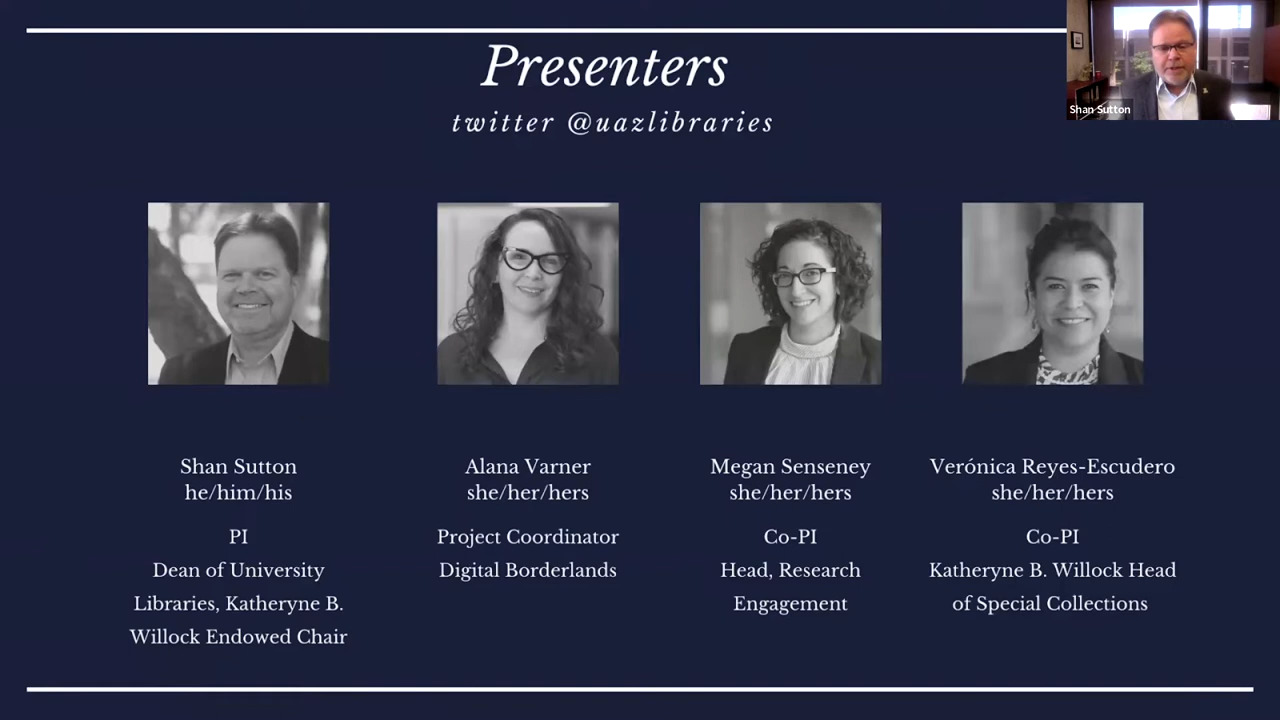 Presenters
twitter @uazlibraries
Shan Sutton
Shan Sutton
he/him/his
PI
Dean of University
Libraries, Katheryne B.
Willock Endowed Chair
Alana Varner
she/her/hers
Project Coordinator
Digital Borderlands
Megan Senseney
she/her/hers
Co-PI
Head, Research
Engagement
Verónica Reyes-Escudero
she/her/hers
Co-PI
Katheryne B. Willock Head
of Special Collections